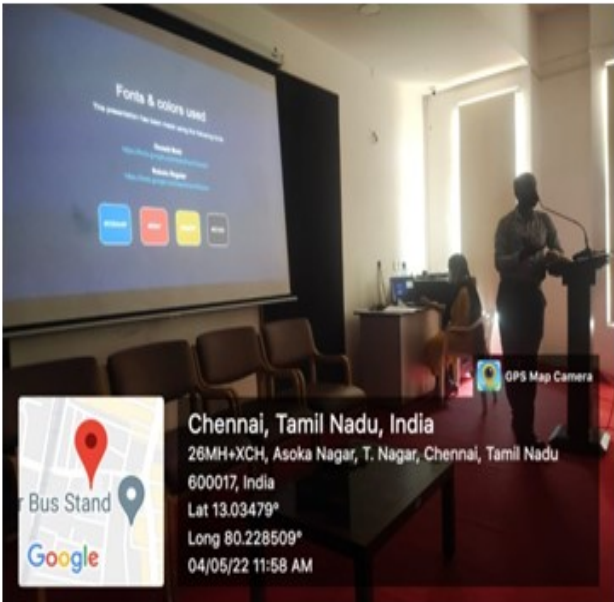 Fonts & colors used
This presentation has been made using the following fonts
GPS Map Camera
Chennai, Tamil Nadu, India
26MH+XCH, Asoka Nagar, T. Nagar, Chennai, Tamil Nadu
600017, India
Lat 13.03479°
Long 80.228509°
04/05/22 11:58 AM
r Bus Stand
Google